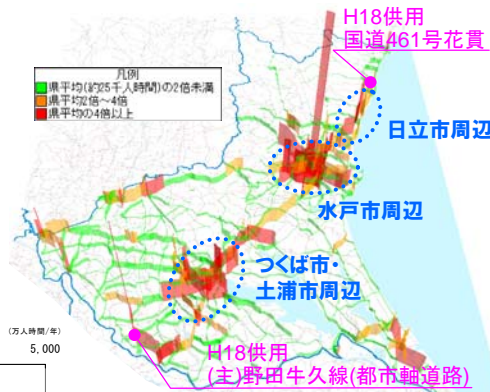 H18供用
国道461号花貫
凡例
県平均(約25千人時間)の2倍未満
県平均2倍～4倍
県平均の4倍以上
日立市周辺
水戸市周辺
つくば市・
土浦市周辺
(万人時間/年)
5,000
H18供用
(主)野田牛久線(都市軸道路)